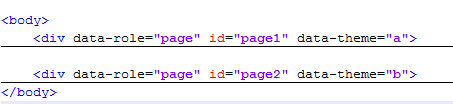 <body>
<div data-role="page" id="page1" data-theme="a">
<div data-role="page" id="page2" data-theme="b">
</body>